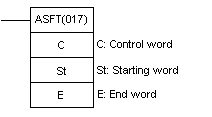 ASFT(017)
C C: Control word
St St: Starting word
E E: End word